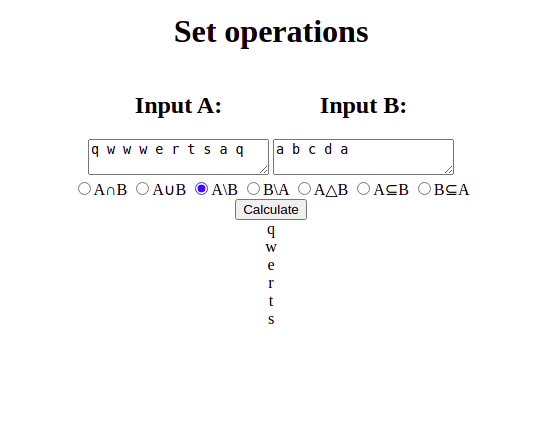 Set operations
Input A: Input B:
q w w w e r t s a q a b c d a
A∩B A∪B A\B B\A A△B A⊆B B⊆A
Calculate
q
w
e
r
t
s